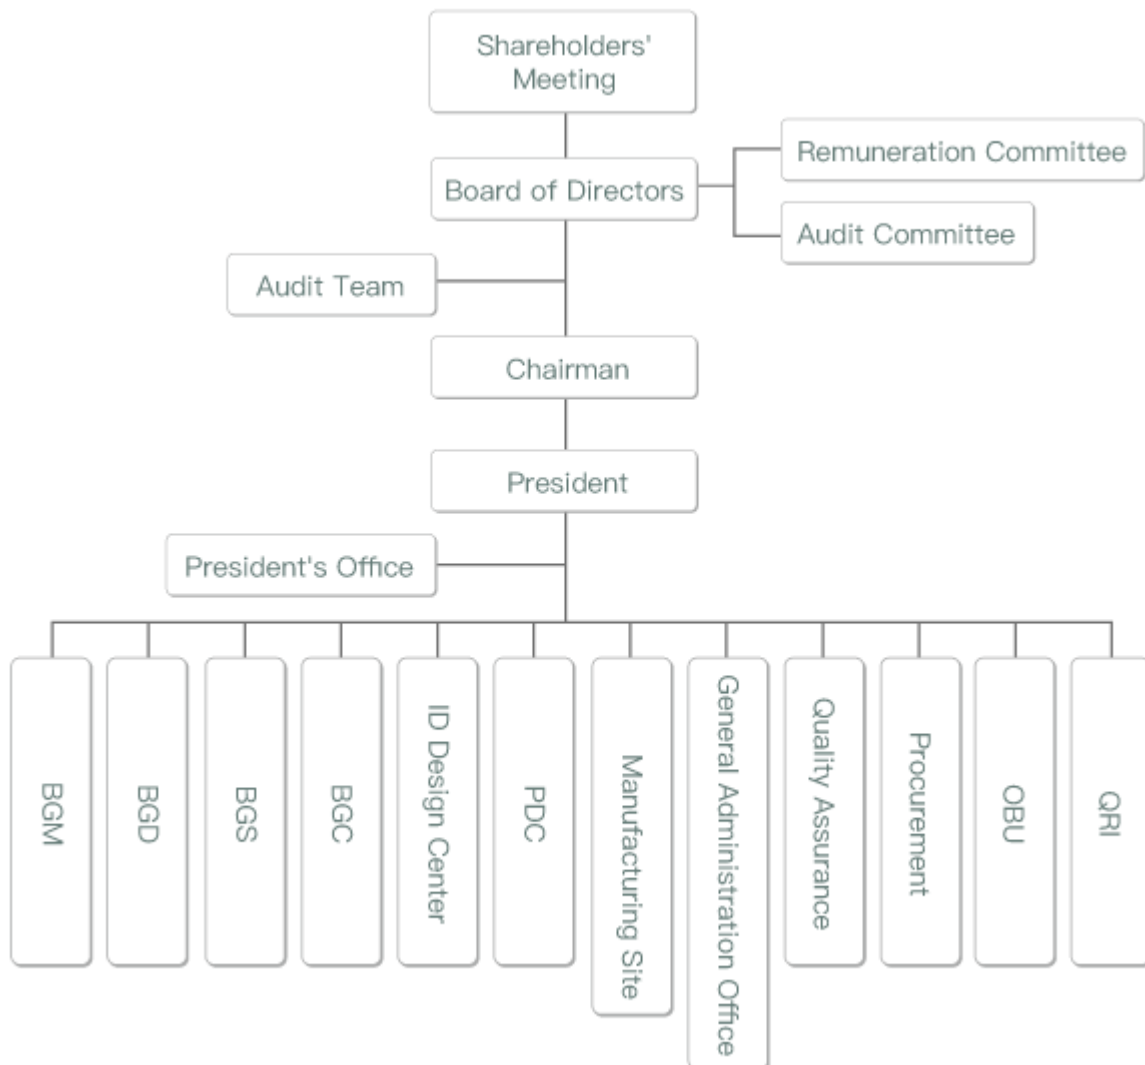 Shareholders'
Meeting
Board of Directors
Remuneration Committee
Audit Committee
Audit Team
Chairman
President
President's Office
BGM
BGD
BGS
BGC
ID Design Center
PDC
Manufacturing Site
General Administration Office
Quality Assurance
Procurement
OBU
QRI